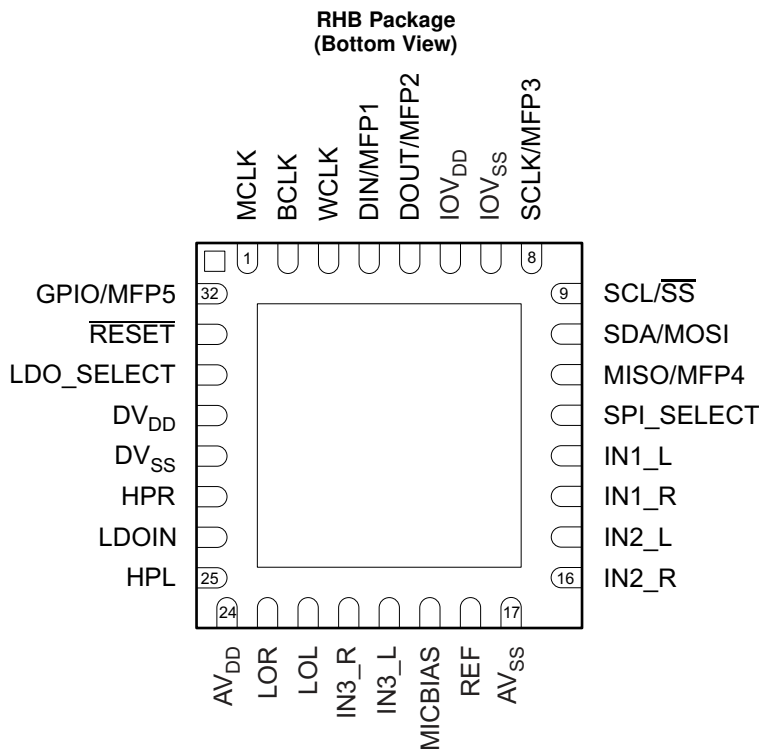 RHB Package
(Bottom View)
MCLK
BCLK
WCLK
DIN/MFP1
DOUT/MFP2
IOVDD
IOVSS
SCLK/MFP3
1
8
GPIO/MFP5
32
9
SCL/SS
RESET
SDA/MOSI
LDO_SELECT
MISO/MFP4
DVDD
SPI_SELECT
DVSS
IN1_L
HPR
IN1_R
LDOIN
IN2_L
HPL
25
16
IN2_R
24
17
AVDD
LOR
LOL
IN3_R
IN3_L
MICBIAS
REF
AVSS